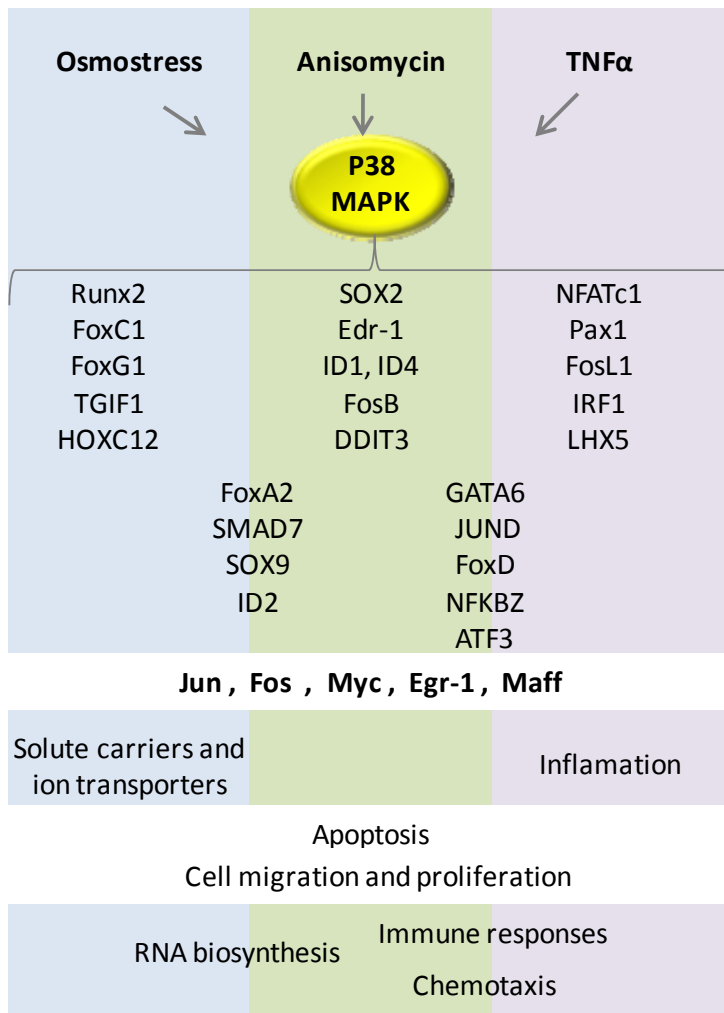 Osmostress
Anisomycin
TNFα
P38
MAPK
Runx2
FoxC1
FoxG1
TGIF1
HOXC12
SOX2
Edr-1
ID1, ID4
FosB
DDIT3
NFATc1
Pax1
FosL1
IRF1
LHX5
FoxA2
SMAD7
SOX9
ID2
GATA6
JUND
FoxD
NFKBZ
ATF3
Jun , Fos , Myc , Egr-1 , Maff
Solute carriers and
ion transporters
Inflamation
Apoptosis
Cell migration and proliferation
RNA biosynthesis
Immune responses
Chemotaxis